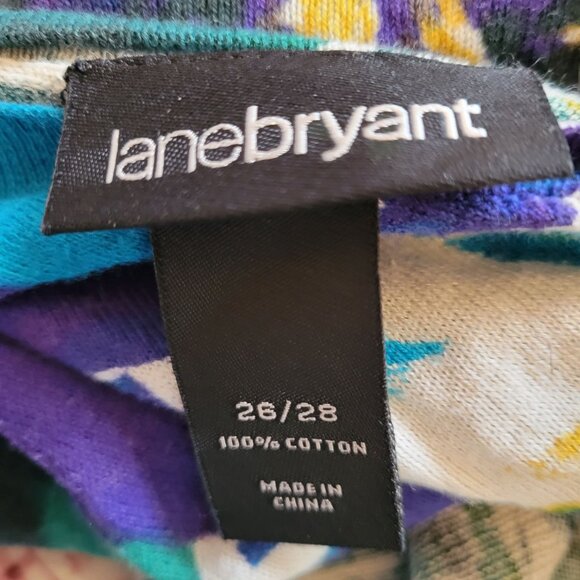 lanebryant
26/28
100% COTTON
MADE IN
CHINA